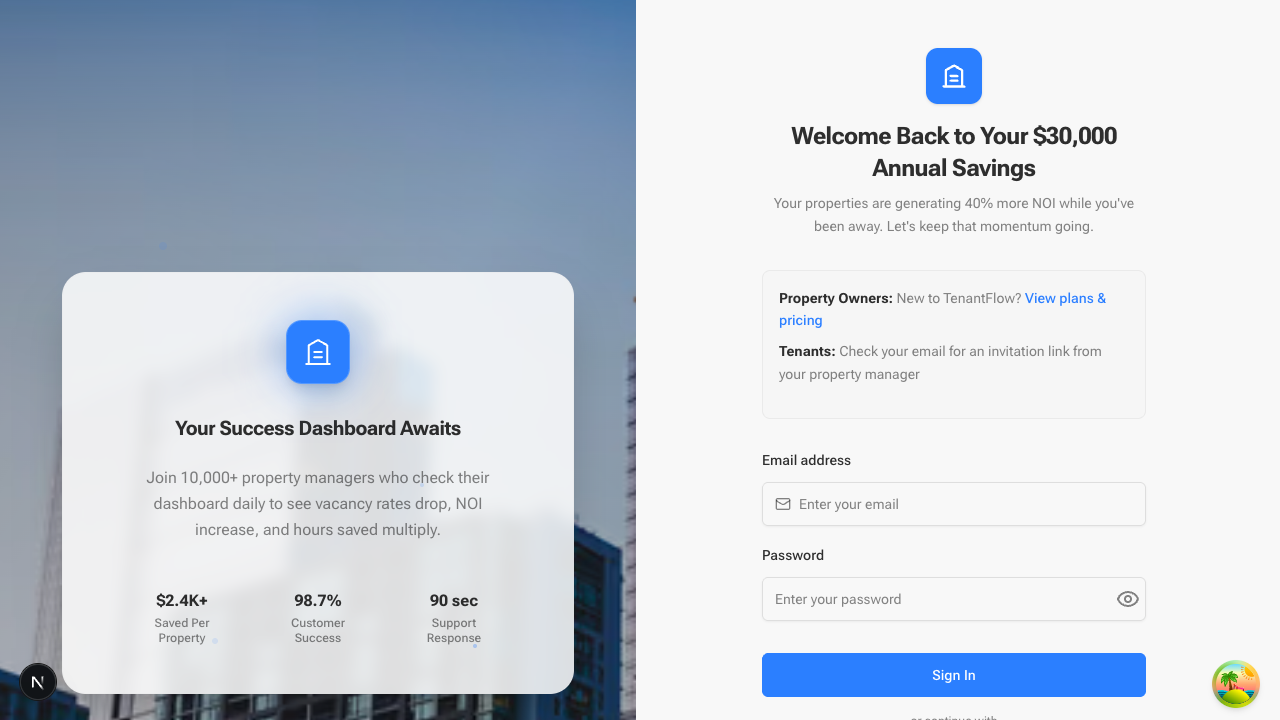 Your Success Dashboard Awaits
Join 10,000+ property managers who check their
dashboard daily to see vacancy rates drop, NOI
increase, and hours saved multiply.
$2.4K+
Saved Per
Property
98.7%
Customer
Success
90 sec
Support
Response
N
Welcome Back to Your $30,000
Annual Savings
Your properties are generating 40% more NOI while you've
been away. Let's keep that momentum going.
Property Owners: New to TenantFlow? View plans &
pricing
Tenants: Check your email for an invitation link from
your property manager
Email address
Enter your email
Password
Enter your password
Sign In
or continue with